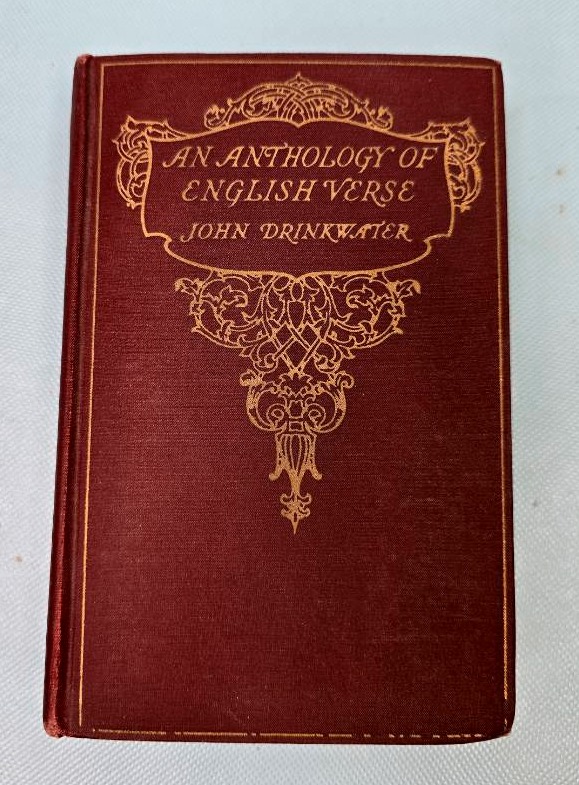 AN ANTHOLOGY OF
ENGLISH VERSE
JOHN DRINKWATER